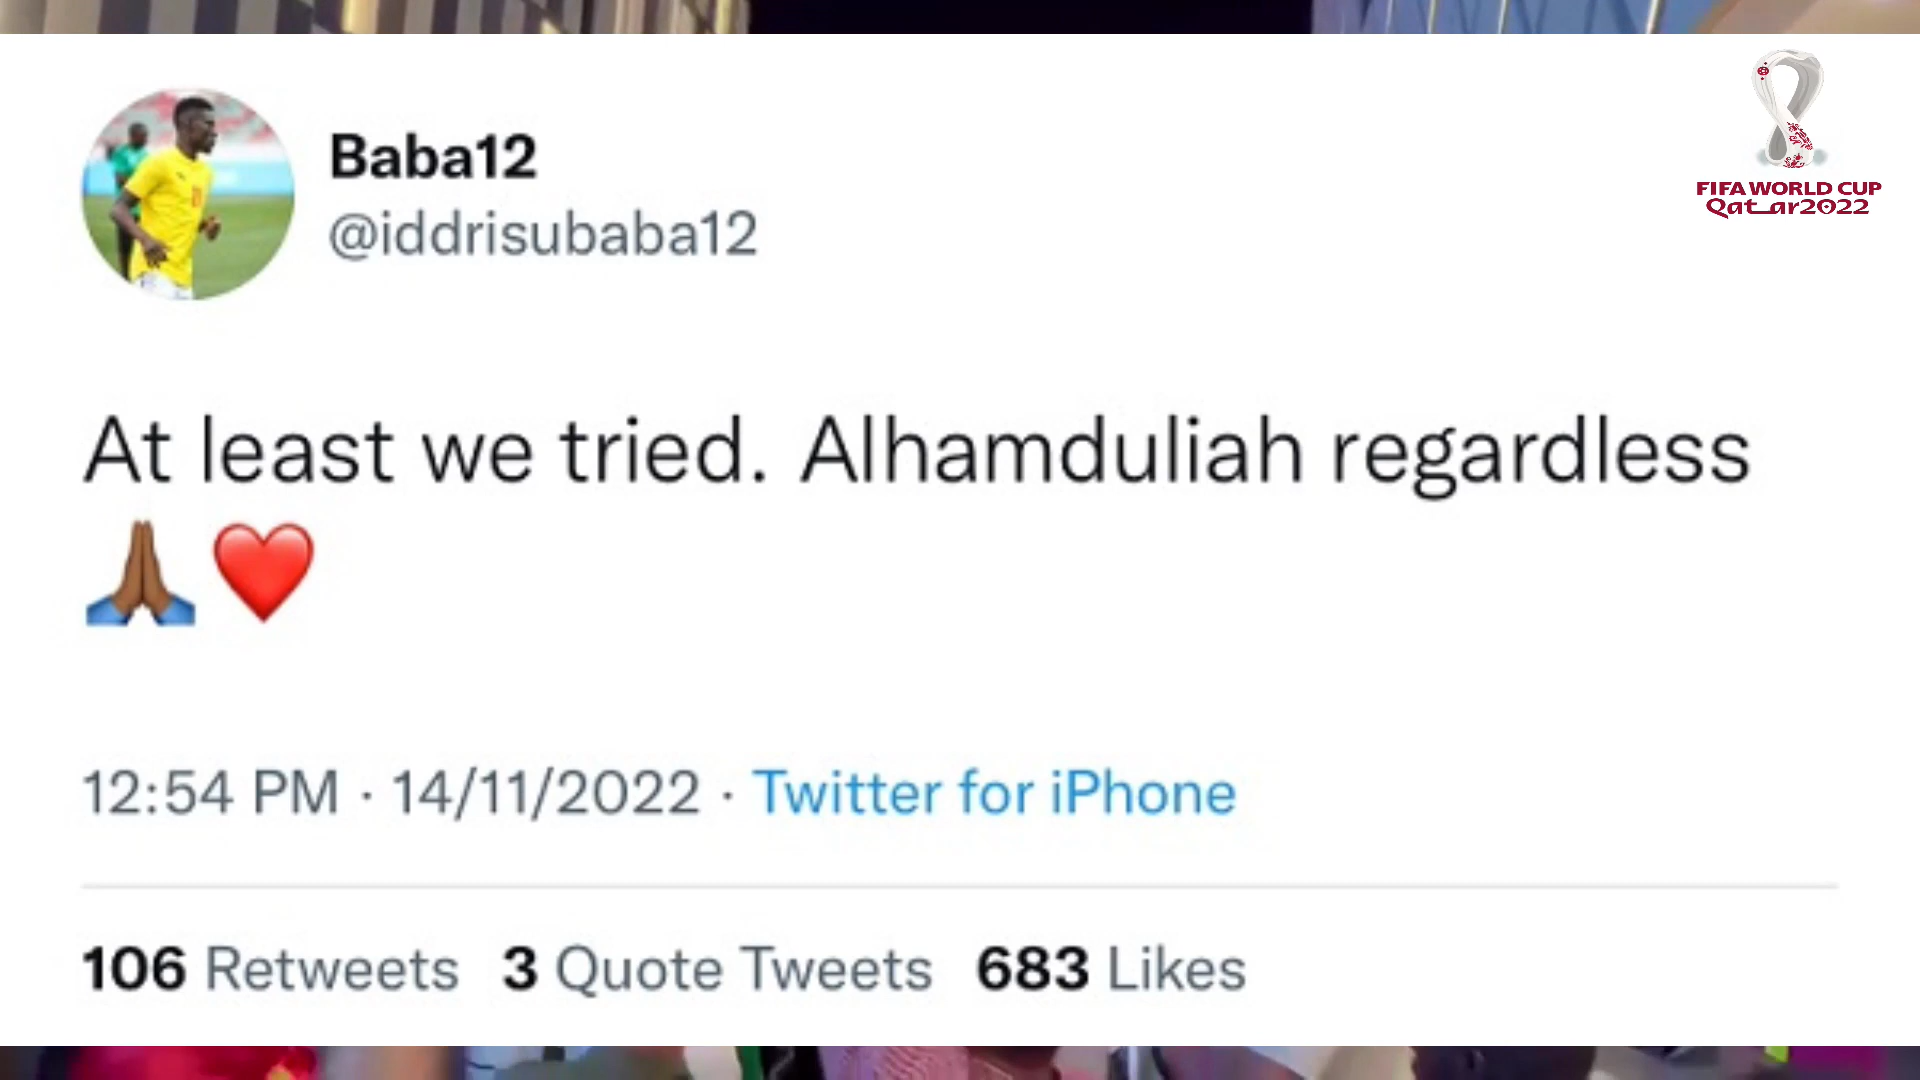 Baba12
@iddrisubaba12
FIFA WORLD CUP
Qatar2022
At least we tried. Alhamduliah regardless
🙏🏾❤️
12:54 PM · 14/11/2022 · Twitter for iPhone
106 Retweets 3 Quote Tweets 683 Likes